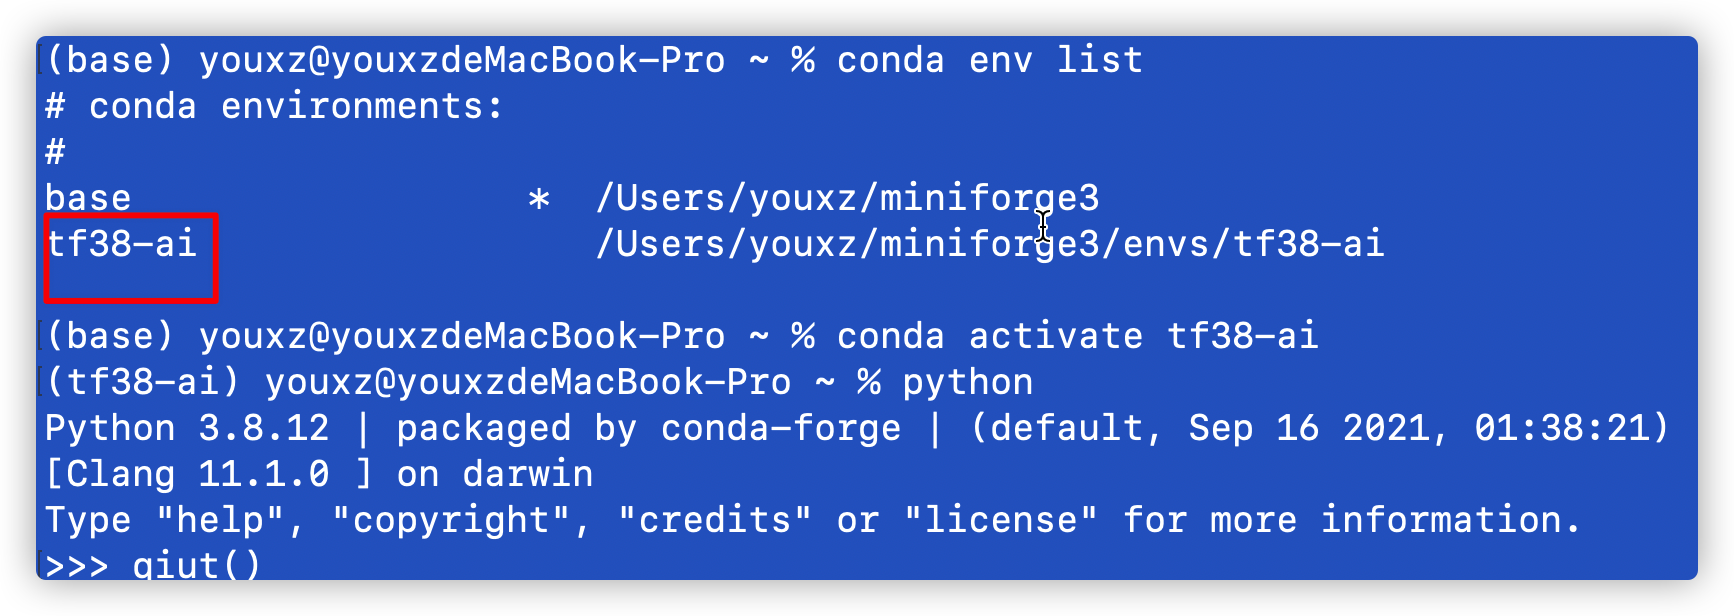 (base) youxz@youxzdeMacBook-Pro ~ % conda env list
# conda environments:
#
base * /Users/youxz/miniforge3
tf38-ai /Users/youxz/miniforge3/envs/tf38-ai
(base) youxz@youxzdeMacBook-Pro ~ % conda activate tf38-ai
(tf38-ai) youxz@youxzdeMacBook-Pro ~ % python
Python 3.8.12 | packaged by conda-forge | (default, Sep 16 2021, 01:38:21)
[Clang 11.1.0 ] on darwin
Type "help", "copyright", "credits" or "license" for more information.
>>> giut()